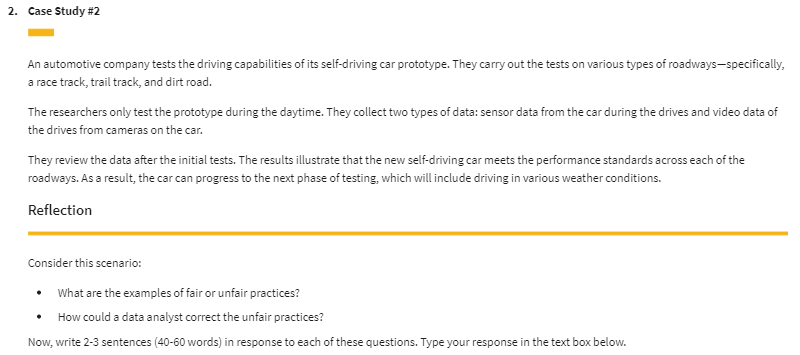 2. Case Study #2
An automotive company tests the driving capabilities of its self-driving car prototype. They carry out the tests on various types of roadways—specifically,
a race track, trail track, and dirt road.
The researchers only test the prototype during the daytime. They collect two types of data: sensor data from the car during the drives and video data of
the drives from cameras on the car.
They review the data after the initial tests. The results illustrate that the new self-driving car meets the performance standards across each of the
roadways. As a result, the car can progress to the next phase of testing, which will include driving in various weather conditions.
Reflection
Consider this scenario:
• What are the examples of fair or unfair practices?
• How could a data analyst correct the unfair practices?
Now, write 2-3 sentences (40-60 words) in response to each of these questions. Type your response in the text box below.